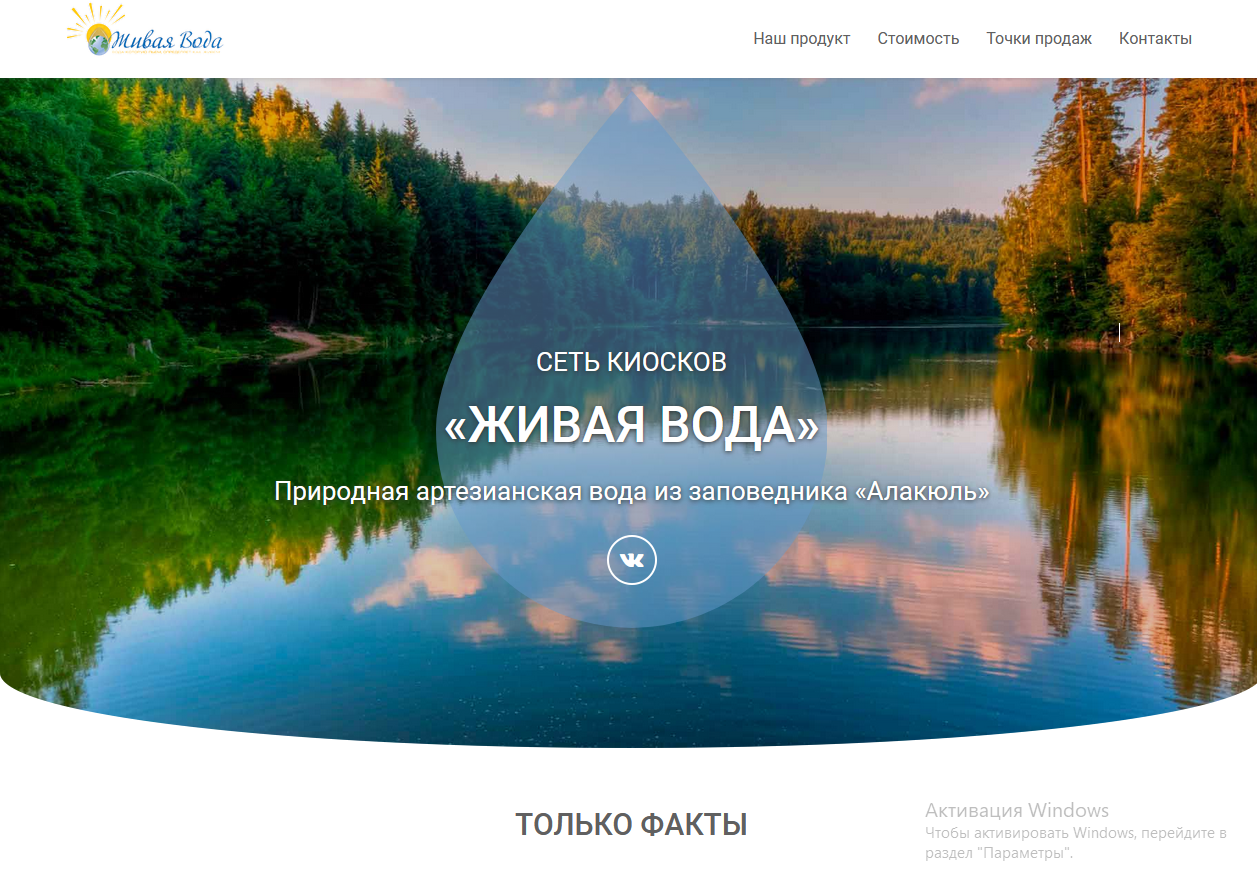 Живая Вода
Наш продукт Стоимость Точки продаж Контакты
СЕТЬ КИОСКОВ
«ЖИВАЯ ВОДА»
Природная артезианская вода из заповедника «Алакюль»
ТОЛЬКО ФАКТЫ
Активация Windows
Чтобы активировать Windows, перейдите в
раздел "Параметры".